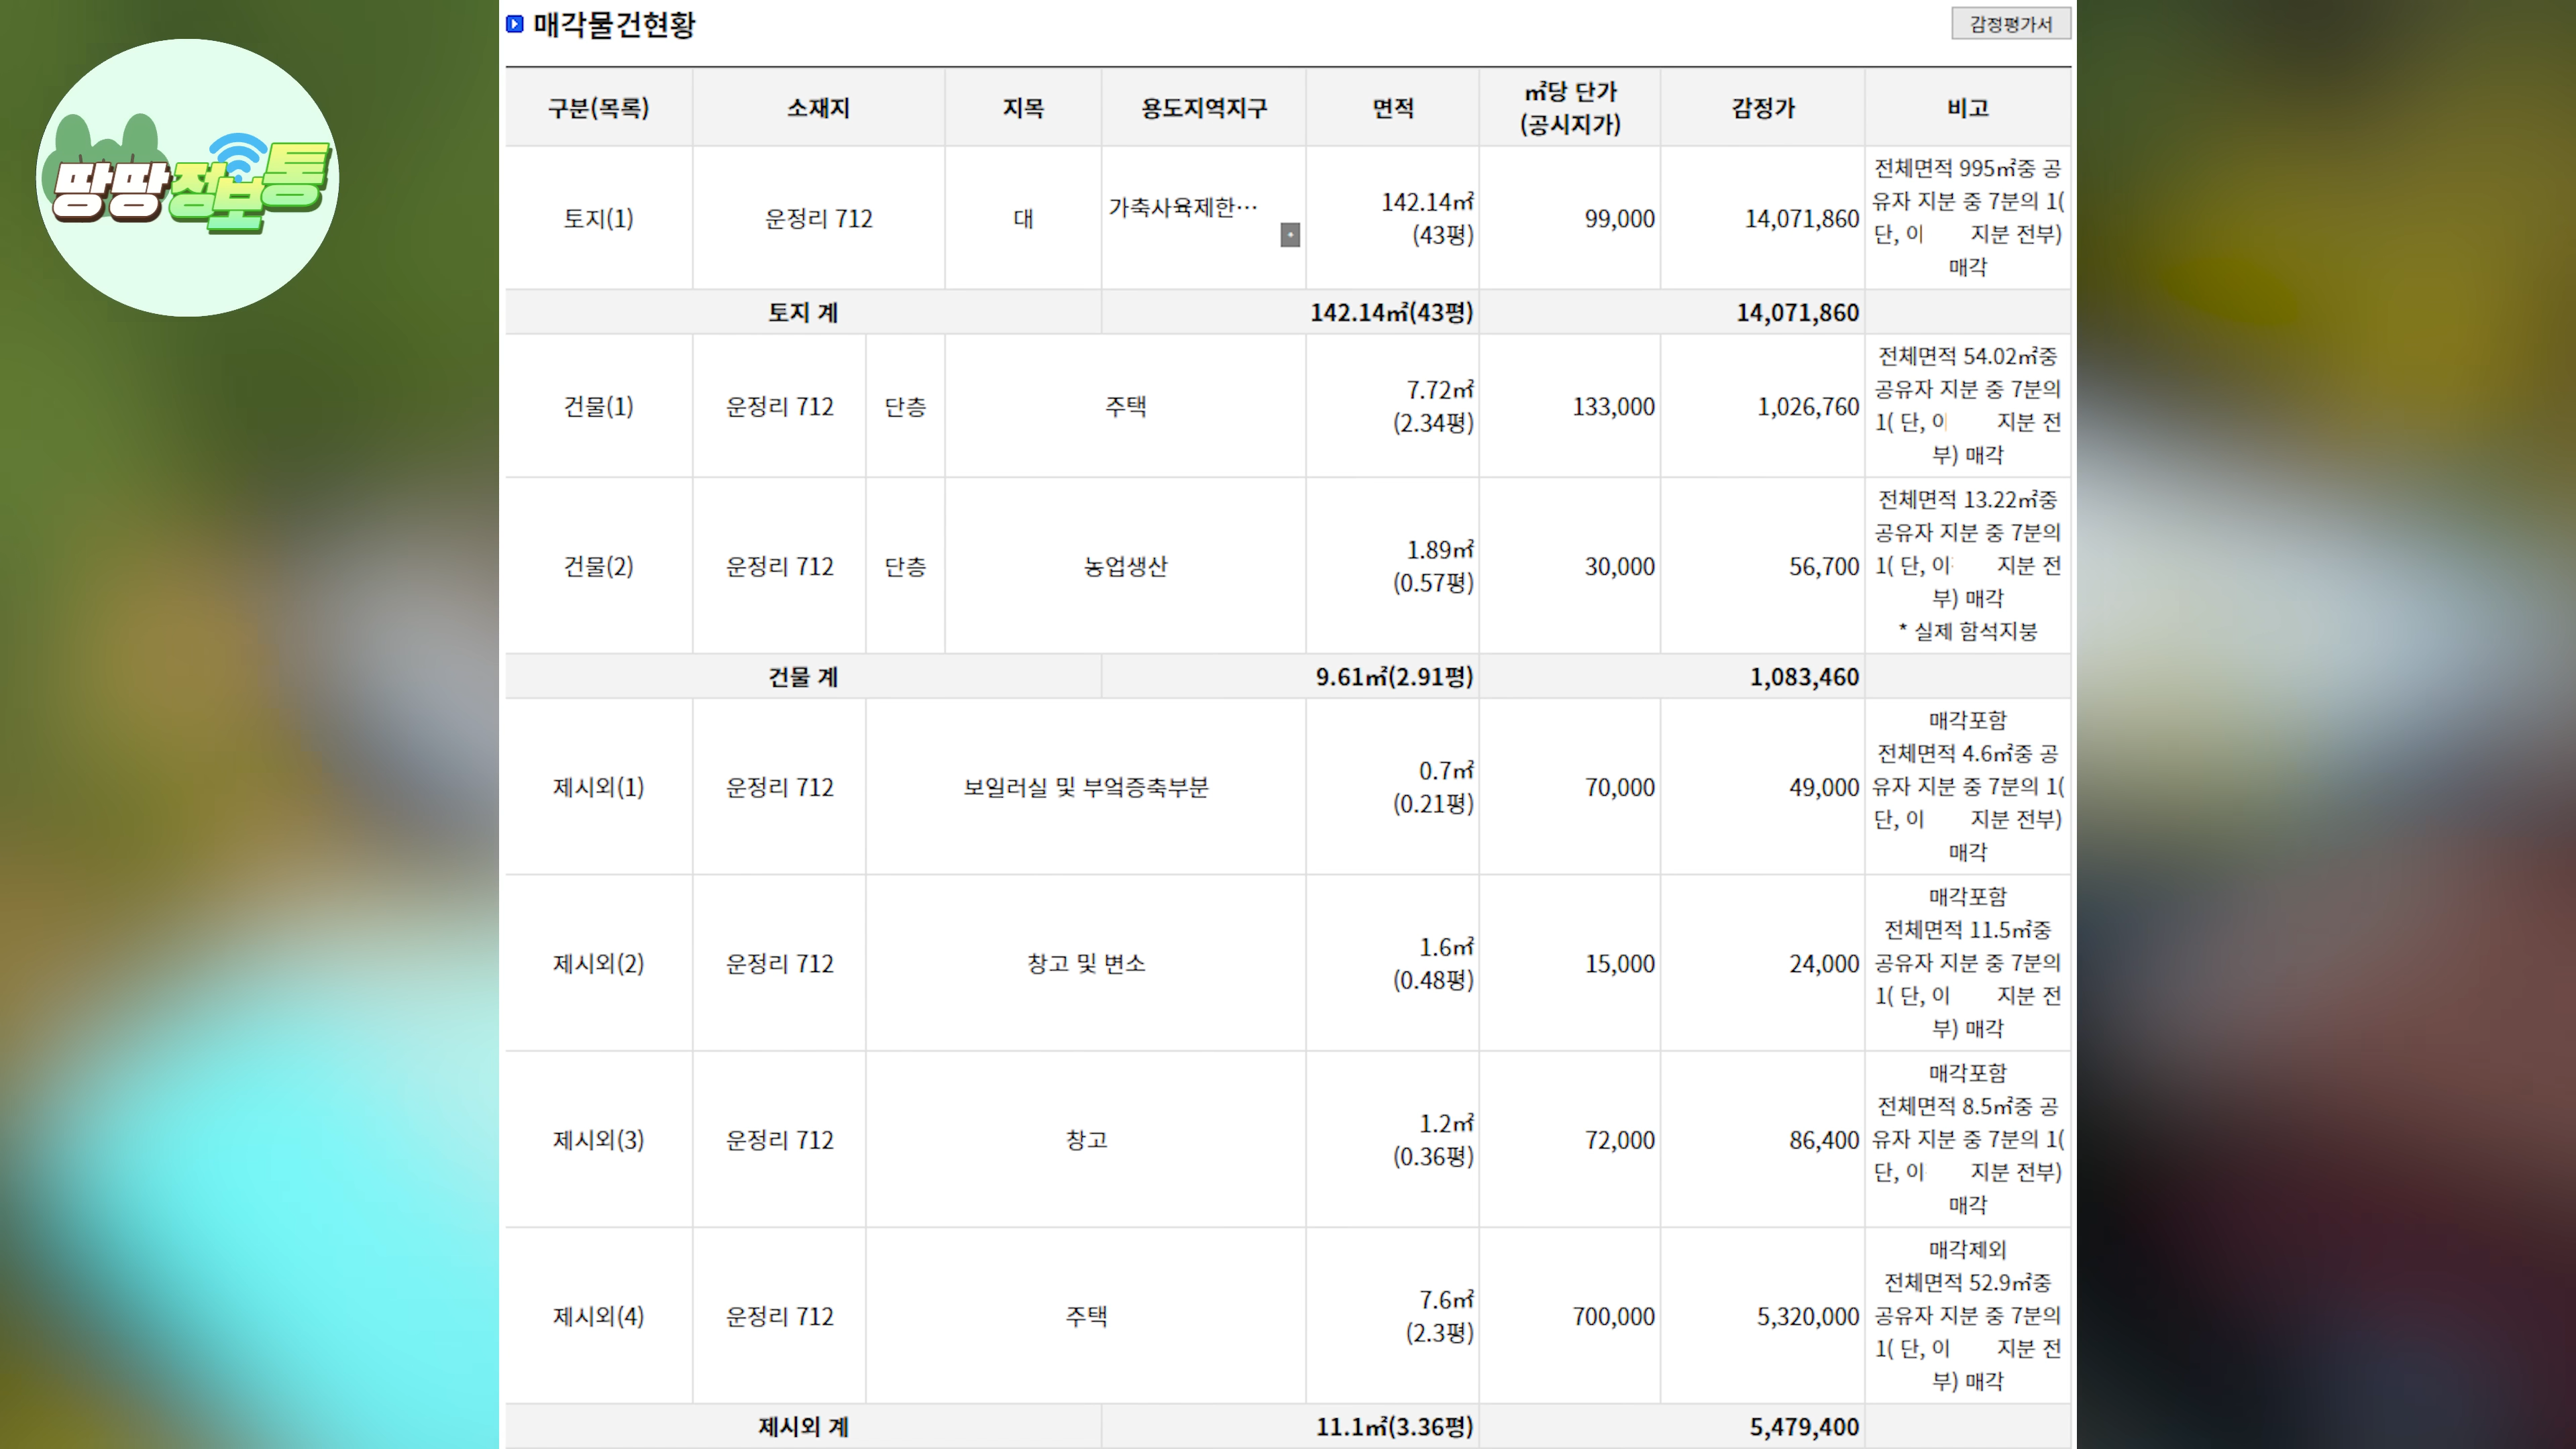 땅땅정보통
매각물건현황
감정평가서
구분(목록) 소재지 지목 용도지역지구 면적 ㎡당 단가 감정가 비고
(공시지가)
토지(1) 운정리 712 대 가축사육제한… 142.14㎡ 99,000 14,071,860 전체면적 995㎡중 공
(43평) 유자 지분 중 7분의 1(
단, 이 지분 전부)
매각
토지 계 142.14㎡(43평) 14,071,860
건물(1) 운정리 712 단층 주택 7.72㎡ 133,000 1,026,760 전체면적 54.02㎡중
(2.34평) 공유자 지분 중 7분의
1( 단, 이 지분 전
부) 매각
건물(2) 운정리 712 단층 농업생산 1.89㎡ 30,000 56,700 전체면적 13.22㎡중
(0.57평) 공유자 지분 중 7분의
1( 단, 이 지분 전
부) 매각
* 실제 함석지붕
건물 계 9.61㎡(2.91평) 1,083,460
제시외(1) 운정리 712 보일러실 및 부엌증축부분 0.7㎡ 70,000 49,000 매각포함
(0.21평) 전체면적 4.6㎡중 공
유자 지분 중 7분의 1(
단, 이 지분 전부)
매각
제시외(2) 운정리 712 창고 및 변소 1.6㎡ 15,000 24,000 매각포함
(0.48평) 전체면적 11.5㎡중
공유자 지분 중 7분의
1( 단, 이 지분 전
부) 매각
제시외(3) 운정리 712 창고 1.2㎡ 72,000 86,400 매각포함
(0.36평) 전체면적 8.5㎡중 공
유자 지분 중 7분의 1(
단, 이 지분 전부)
매각
제시외(4) 운정리 712 주택 7.6㎡ 700,000 5,320,000 매각제외
(2.3평) 전체면적 52.9㎡중
공유자 지분 중 7분의
1( 단, 이 지분 전
부) 매각
제시외 계 11.1㎡(3.36평) 5,479,400